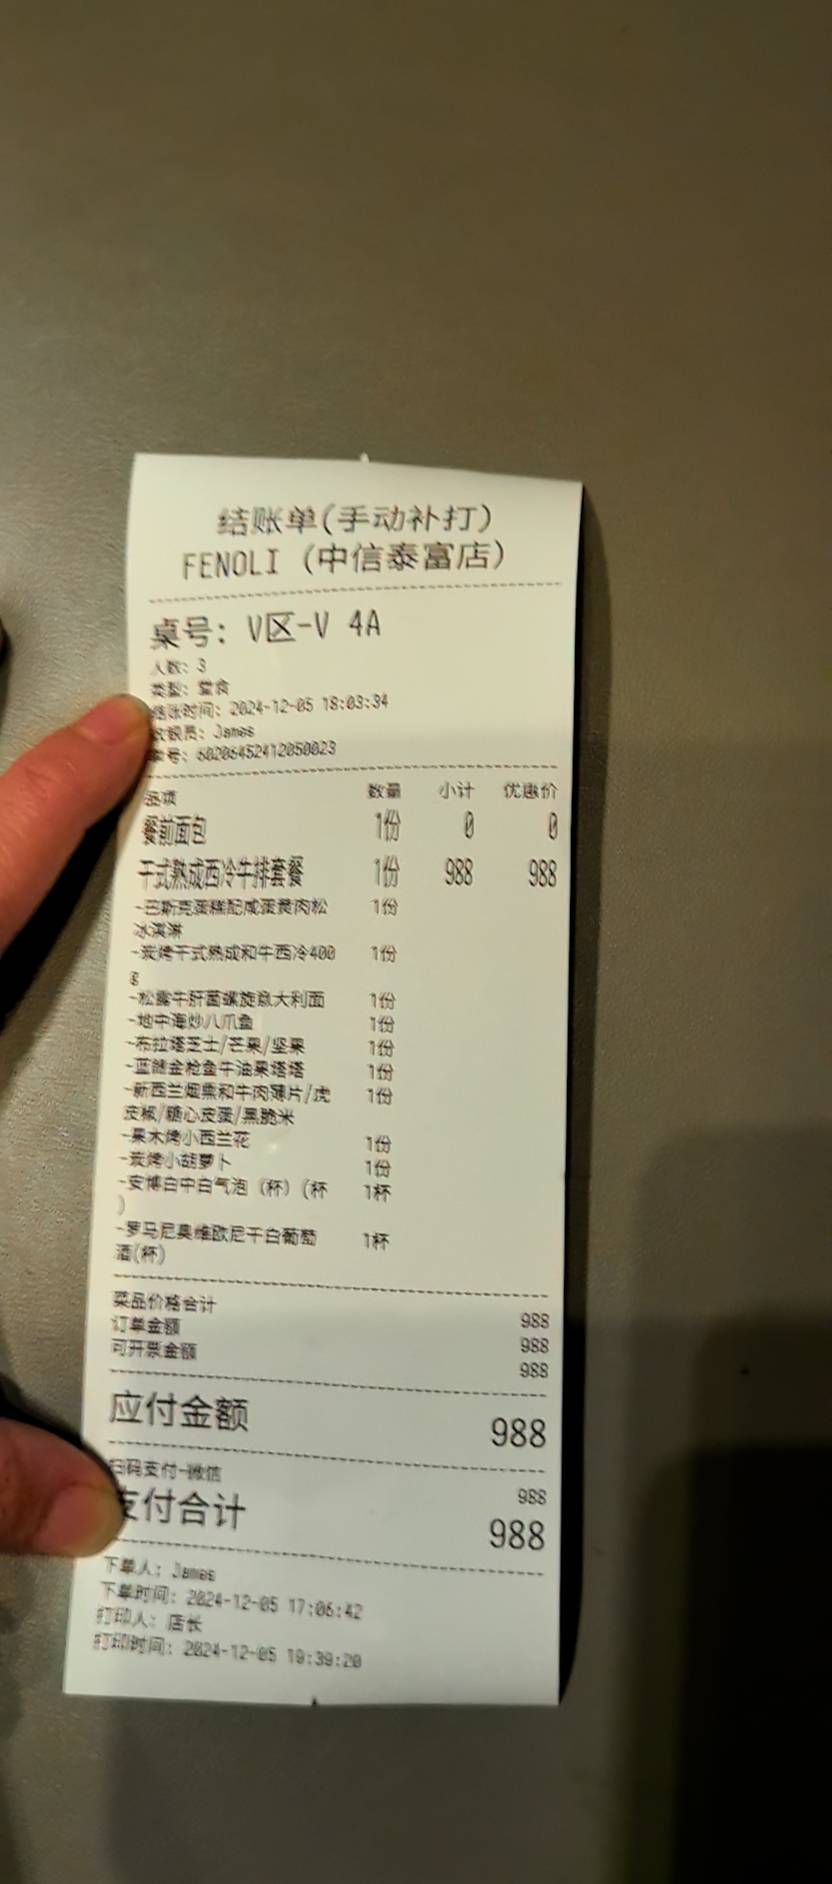 结账单(手动补打)
FENOLI (中信泰富店)
桌号: V区-V 4A
人数: 3
类型: 堂食
结账时间: 2024-12-05 18:03:34
收银员: James
单号: 60206452412050023
品项 数量 小计 优惠价
餐前面包 1份 0 0
干式熟成西冷牛排套餐 1份 988 988
-巴斯克蛋糕配咸蛋黄肉松 1份
冰淇淋
-炭烤干式熟成和牛西冷400 1份
g
-松露牛肝菌螺旋意大利面 1份
-地中海炒八爪鱼 1份
-布拉塔芝士/芒果/坚果 1份
-蓝鳍金枪鱼牛油果塔塔 1份
-新西兰烟熏和牛肉薄片/虎 1份
皮椒/糖心皮蛋/黑脆米
-果木烤小西兰花 1份
-炭烤小胡萝卜 1份
-安博白中白气泡 (杯) (杯 1杯
)
-罗马尼奥维欧尼干白葡萄 1杯
酒(杯)
菜品价格合计 988
订单金额 988
可开票金额 988
应付金额 988
扫码支付-微信 988
支付合计 988
下单人: James
下单时间: 2024-12-05 17:06:42
打印人: 店长
打印时间: 2024-12-05 19:39:20